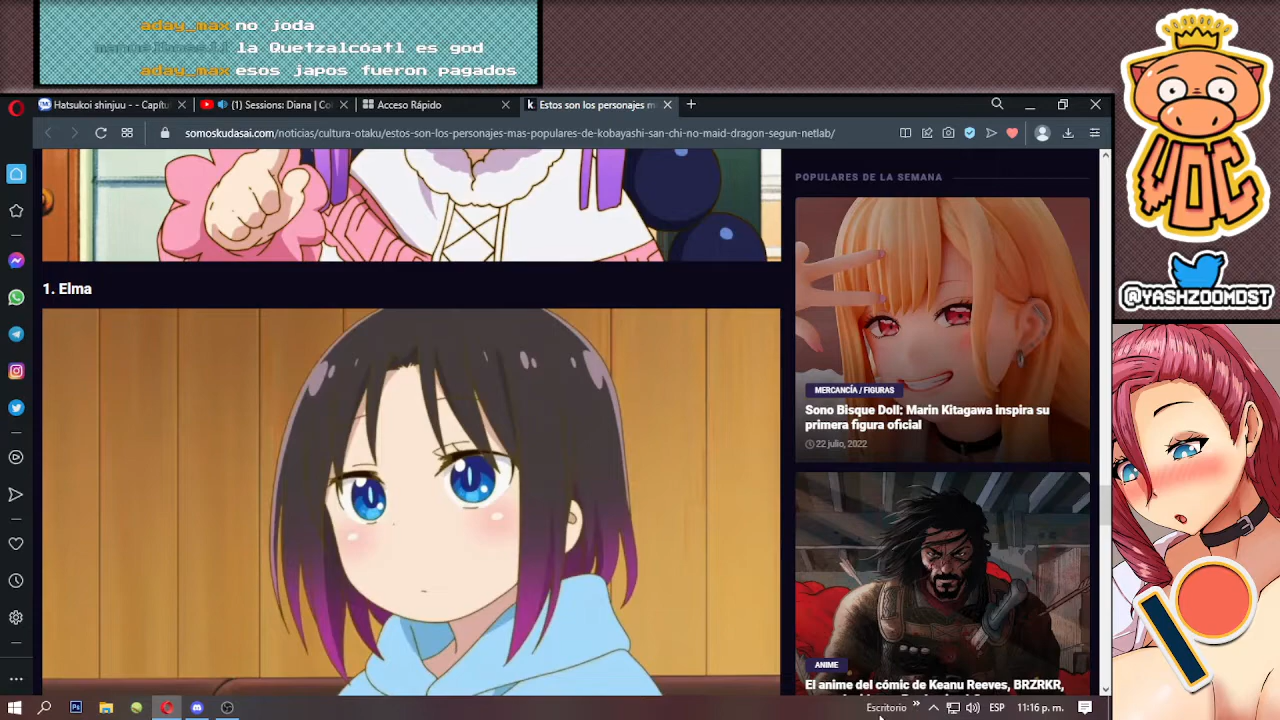 aday_max no joda
la Quetzalcoatl es god
aday_max esos japos fueron pagados
Hatsukoi shinjuu - - Capítu
(1) Sessions: Diana | Col
Acceso Rápido
Estos son los personajes m
somoskudasai.com/noticias/cultura-otaku/estos-son-los-personajes-mas-populares-de-kobayashi-san-chi-no-maid-dragon-segun-netlab/
POPULARES DE LA SEMANA
1. Elma
MERCANCÍA / FIGURAS
Sono Bisque Doll: Marin Kitagawa inspira su
primera figura oficial
22 julio, 2022
ANIME
El anime del cómic de Keanu Reeves, BRZRKR,
WOC
@YASHZOOMDST
Escritorio
ESP
11:16 p. m.